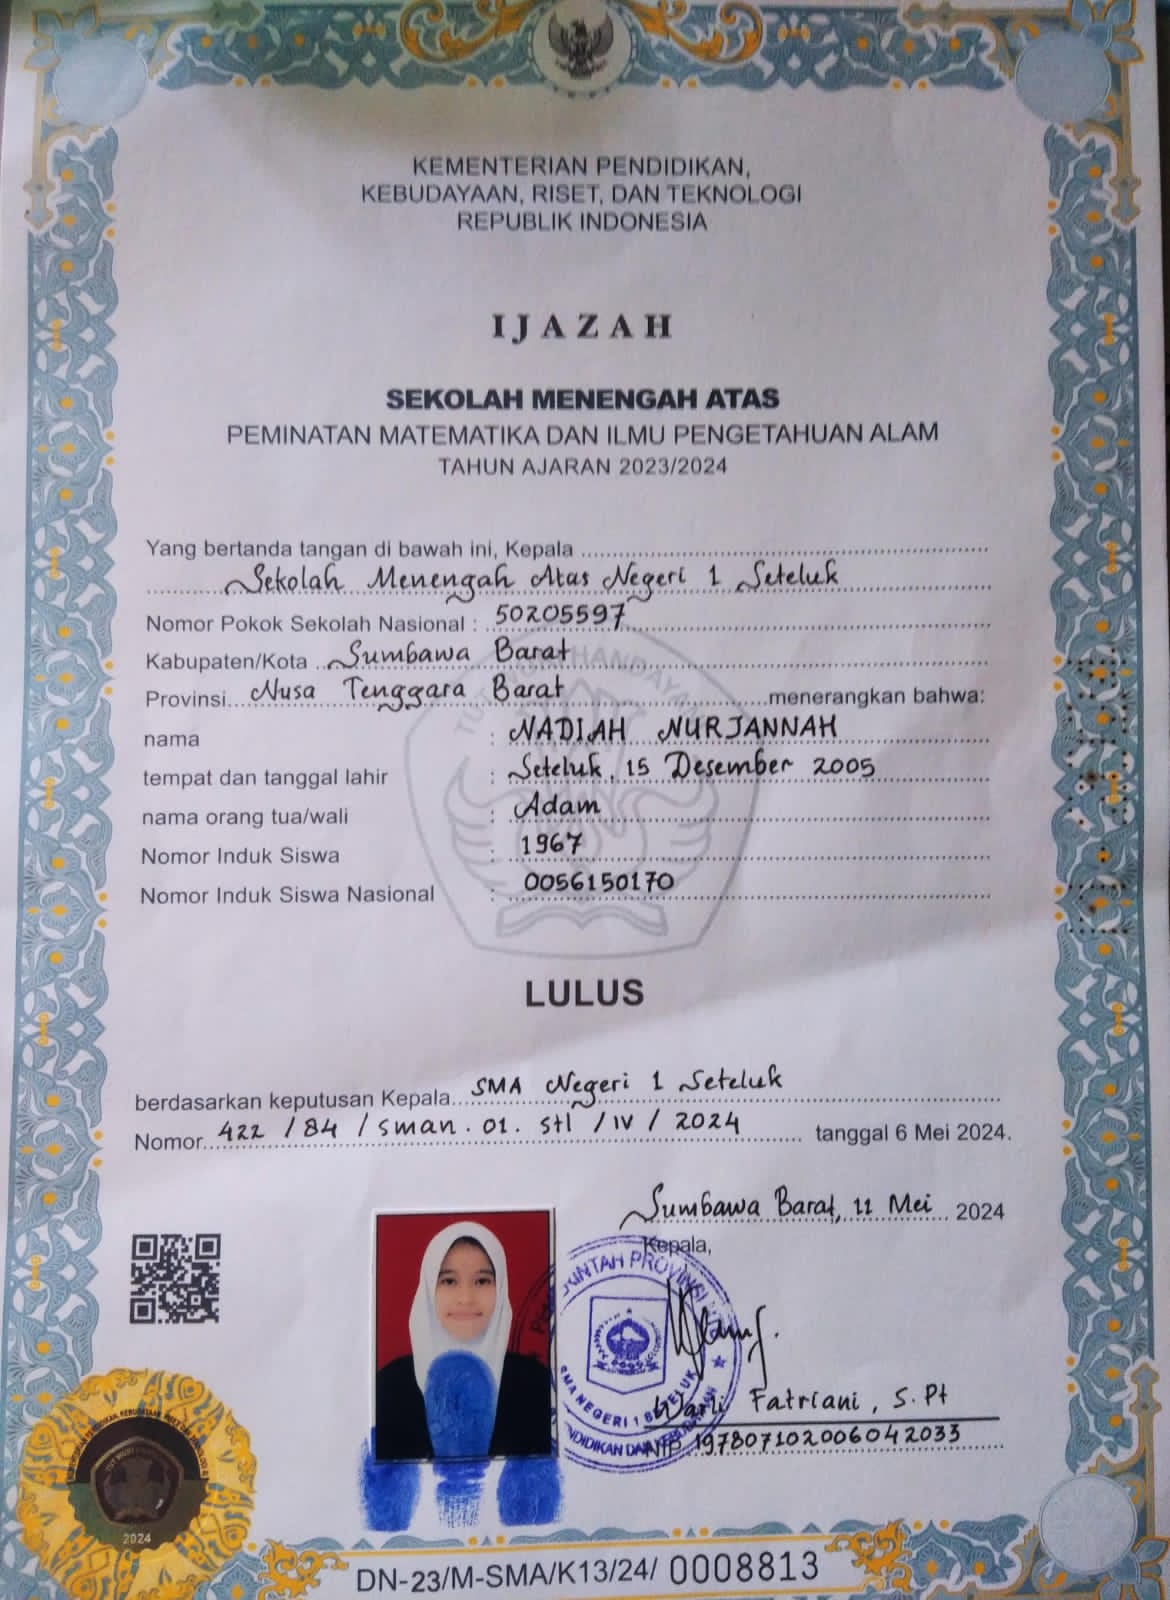 KEMENTERIAN PENDIDIKAN,
KEBUDAYAAN, RISET, DAN TEKNOLOGI
REPUBLIK INDONESIA
IJAZAH
SEKOLAH MENENGAH ATAS
PEMINATAN MATEMATIKA DAN ILMU PENGETAHUAN ALAM
TAHUN AJARAN 2023/2024
Yang bertanda tangan di bawah ini, Kepala
Sekolah Menengah Atas Negeri 1 Seteluk
Nomor Pokok Sekolah Nasional : 50205597
Kabupaten/Kota Sumbawa Barat
Provinsi Nusa Tenggara Barat menerangkan bahwa:
nama : NADIAH NURJANNAH
tempat dan tanggal lahir : Seteluk, 15 Desember 2005
nama orang tua/wali : Adam
Nomor Induk Siswa : 1967
Nomor Induk Siswa Nasional : 0056150170
LULUS
berdasarkan keputusan Kepala SMA Negeri 1 Seteluk
Nomor 422 / 84 / sman.01.stl / IV / 2024 tanggal 6 Mei 2024.
Sumbawa Barat, 11 Mei 2024
Kepala,
SMA NEGERI 1
Warli Fatriani, S.Pt
NIP 197807102006042033
2024
DN-23/M-SMA/K13/24/ 0008813